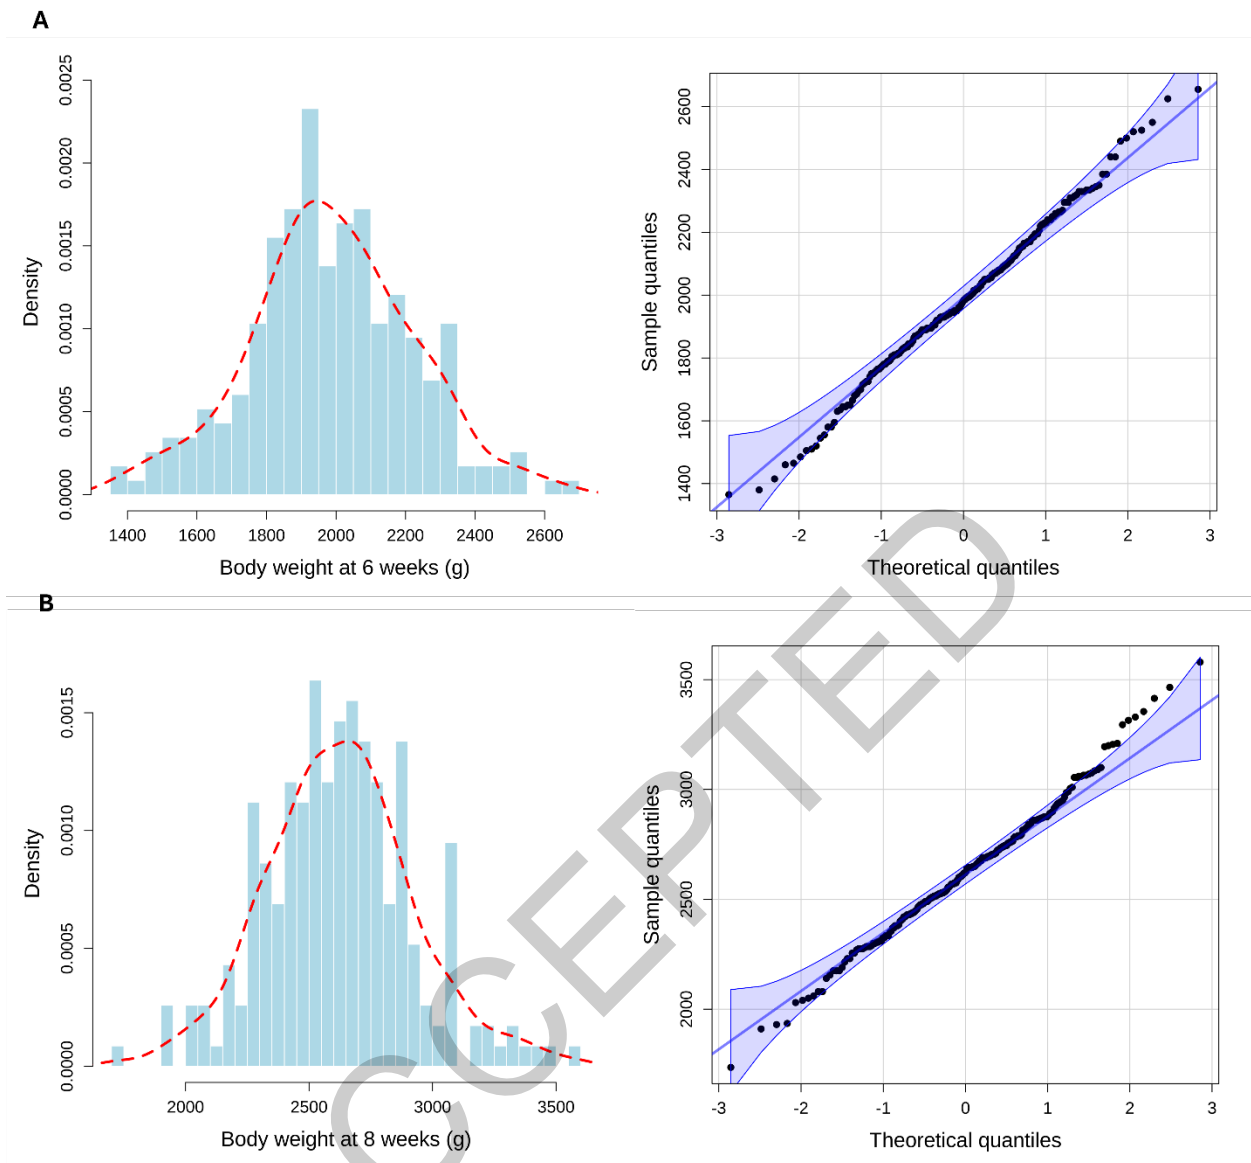 A
Density
0.0000 0.0005 0.0010 0.0015 0.0020 0.0025
1400 1600 1800 2000 2200 2400 2600
Body weight at 6 weeks (g)
Sample quantiles
1400 1600 1800 2000 2200 2400 2600
-3 -2 -1 0 1 2 3
Theoretical quantiles
B
Density
0.0000 0.0005 0.0010 0.0015
2000 2500 3000 3500
Body weight at 8 weeks (g)
Sample quantiles
2000 2500 3000 3500
-3 -2 -1 0 1 2 3
Theoretical quantiles
CCEPTED